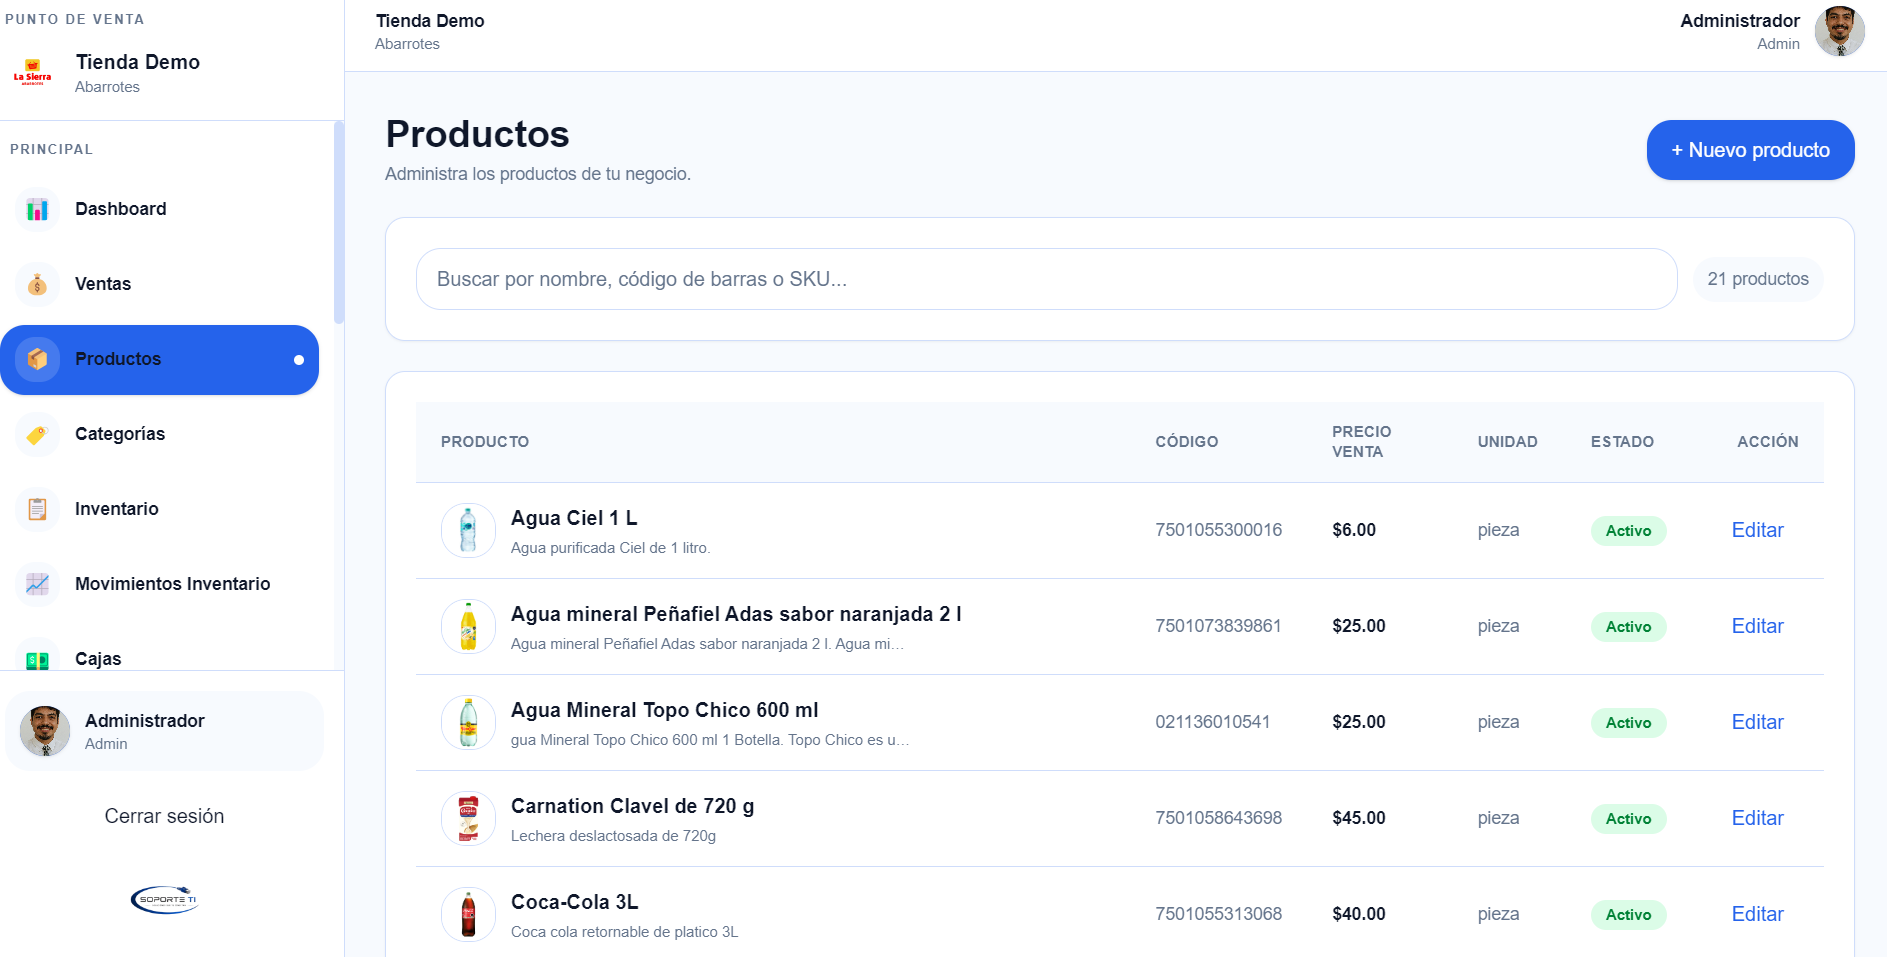 PUNTO DE VENTA
La Sierra
ABARROTES
Tienda Demo
Abarrotes
PRINCIPAL
Dashboard
Ventas
Productos
Categorías
Inventario
Movimientos Inventario
Cajas
Administrador
Admin
Cerrar sesión
SOPORTE TI
Tienda Demo
Abarrotes
Administrador
Admin
Productos
Administra los productos de tu negocio.
+ Nuevo producto
Buscar por nombre, código de barras o SKU...
21 productos
PRODUCTO CÓDIGO PRECIO VENTA UNIDAD ESTADO ACCIÓN
Agua Ciel 1 L
Agua purificada Ciel de 1 litro.
7501055300016 $6.00 pieza Activo Editar
Agua mineral Peñafiel Adas sabor naranjada 2 l
Agua mineral Peñafiel Adas sabor naranjada 2 l. Agua mi…
7501073839861 $25.00 pieza Activo Editar
Agua Mineral Topo Chico 600 ml
gua Mineral Topo Chico 600 ml 1 Botella. Topo Chico es u…
021136010541 $25.00 pieza Activo Editar
Carnation Clavel de 720 g
Lechera deslactosada de 720g
7501058643698 $45.00 pieza Activo Editar
Coca-Cola 3L
Coca cola retornable de platico 3L
7501055313068 $40.00 pieza Activo Editar